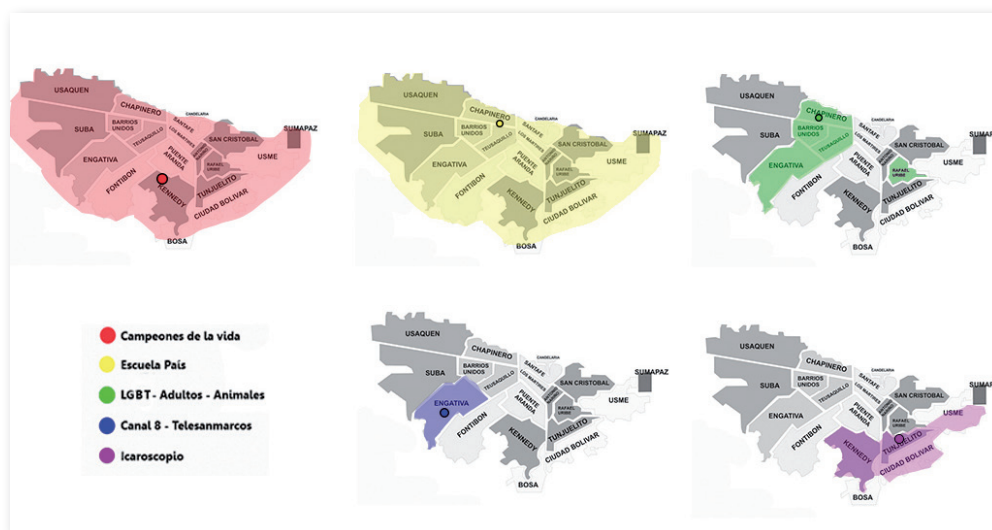 USAQUEN
CHAPINERO
CANDELARIA
SUBA
BARRIOS
UNIDOS
TEUSAQUILLO
SANTAFE
LOS MARTIRES
SAN CRISTOBAL
SUMAPAZ
ENGATIVA
PUENTE
ARANDA
RAFAEL
URIBE
USME
FONTIBON
KENNEDY
TUNJUELITO
CIUDAD BOLIVAR
BOSA
USAQUEN
CHAPINERO
CANDELARIA
SUBA
BARRIOS
UNIDOS
TEUSAQUILLO
SANTAFE
LOS MARTIRES
SAN CRISTOBAL
SUMAPAZ
ENGATIVA
PUENTE
ARANDA
RAFAEL
URIBE
USME
FONTIBON
KENNEDY
TUNJUELITO
CIUDAD BOLIVAR
BOSA
USAQUEN
CHAPINERO
CANDELARIA
SUBA
BARRIOS
UNIDOS
TEUSAQUILLO
SANTAFE
LOS MARTIRES
SAN CRISTOBAL
SUMAP
ENGATIVA
PUENTE
ARANDA
RAFAEL
URIBE
USME
FONTIBON
KENNEDY
TUNJUELITO
CIUDAD BOLIVAR
BOSA
Campeones de la vida
Escuela País
LGBT - Adultos - Animales
Canal 8 - Telesanmarcos
Icaroscopio
USAQUEN
CHAPINERO
CANDELARIA
SUBA
BARRIOS
UNIDOS
TEUSAQUILLO
SANTAFE
LOS MARTIRES
SAN CRISTOBAL
SUMAPAZ
ENGATIVA
PUENTE
ARANDA
RAFAEL
URIBE
USME
FONTIBON
KENNEDY
TUNJUELITO
CIUDAD BOLIVAR
BOSA
USAQUEN
CHAPINERO
CANDELARIA
SUBA
BARRIOS
UNIDOS
TEUSAQUILLO
SANTAFE
LOS MARTIRES
SAN CRISTOBAL
SUMAP
ENGATIVA
PUENTE
ARANDA
RAFAEL
URIBE
USME
FONTIBON
KENNEDY
TUNJUELITO
CIUDAD BOLIVAR
BOSA